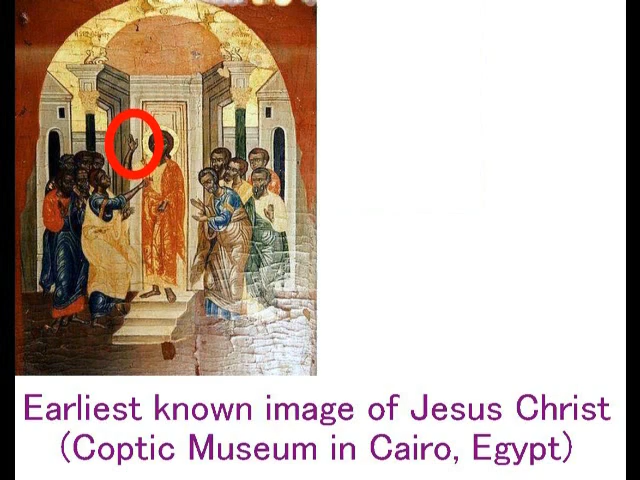 Earliest known image of Jesus Christ
(Coptic Museum in Cairo, Egypt)